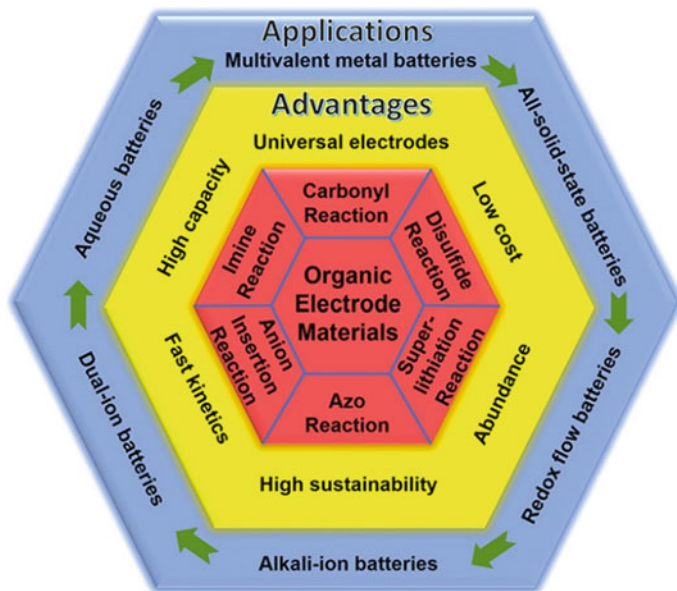 Applications
Multivalent metal batteries
All-solid-state batteries
Redox flow batteries
Alkali-ion batteries
Dual-ion batteries
Aqueous batteries
Advantages
Universal electrodes
Low cost
Abundance
High sustainability
Fast kinetics
High capacity
Carbonyl
Reaction
Disulfide
Reaction
Super-
lithiation
Reaction
Azo
Reaction
Anion
Insertion
Reaction
Imine
Reaction
Organic
Electrode
Materials